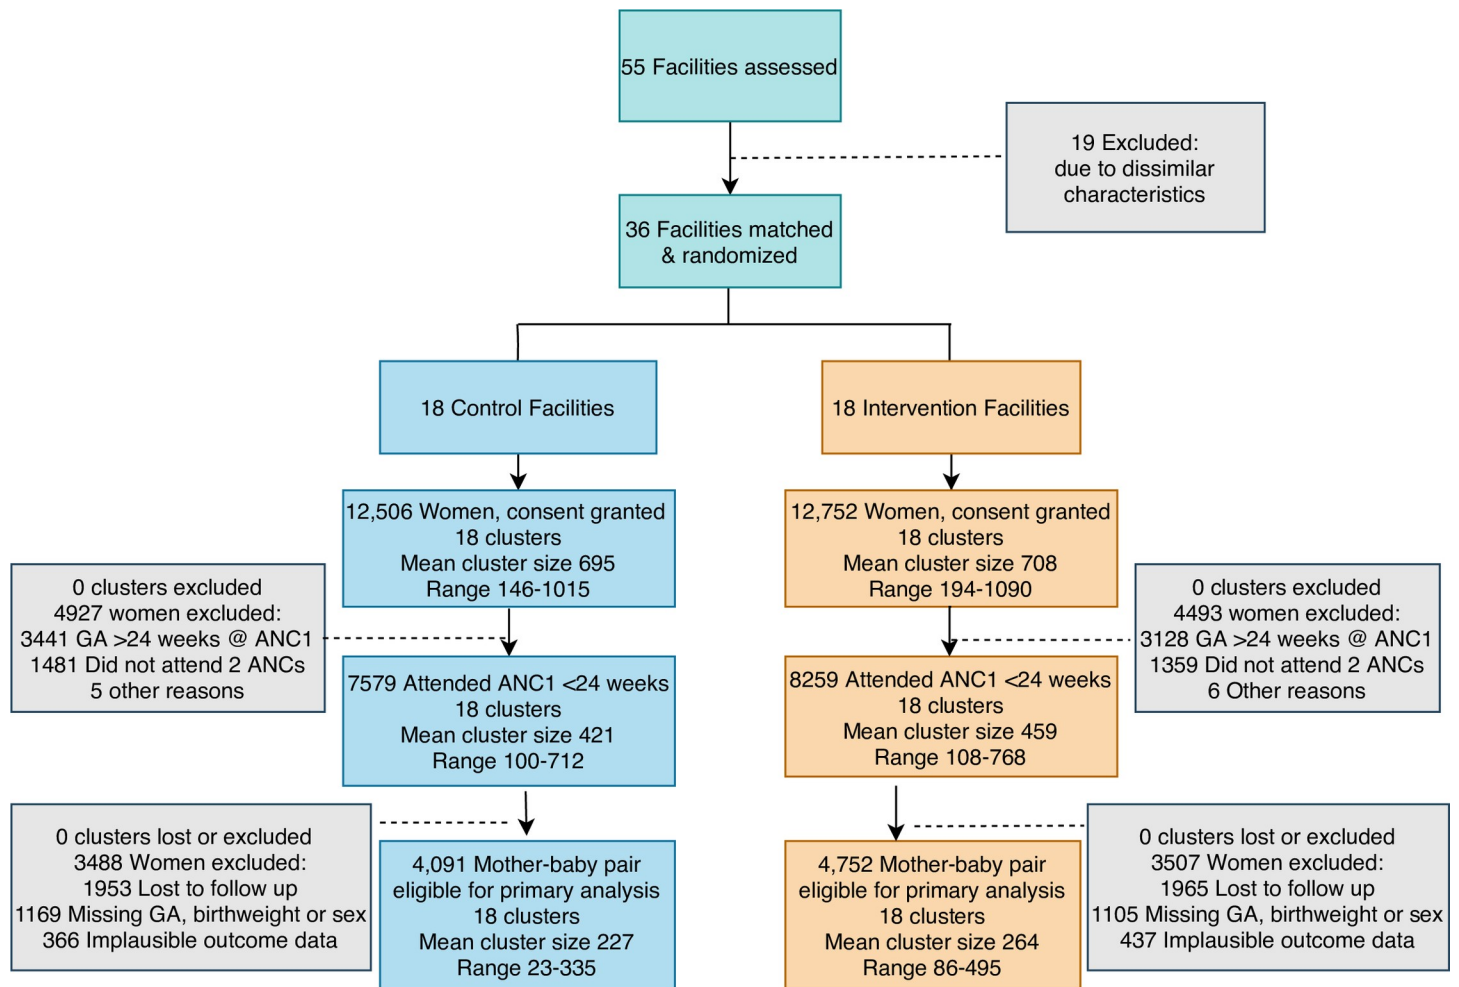 55 Facilities assessed
19 Excluded:
due to dissimilar
characteristics
36 Facilities matched
& randomized
18 Control Facilities
18 Intervention Facilities
12,506 Women, consent granted
18 clusters
Mean cluster size 695
Range 146-1015
12,752 Women, consent granted
18 clusters
Mean cluster size 708
Range 194-1090
0 clusters excluded
4927 women excluded:
3441 GA >24 weeks @ ANC1
1481 Did not attend 2 ANCs
5 other reasons
0 clusters excluded
4493 women excluded:
3128 GA >24 weeks @ ANC1
1359 Did not attend 2 ANCs
6 Other reasons
7579 Attended ANC1 <24 weeks
18 clusters
Mean cluster size 421
Range 100-712
8259 Attended ANC1 <24 weeks
18 clusters
Mean cluster size 459
Range 108-768
0 clusters lost or excluded
3488 Women excluded:
1953 Lost to follow up
1169 Missing GA, birthweight or sex
366 Implausible outcome data
4,091 Mother-baby pair
eligible for primary analysis
18 clusters
Mean cluster size 227
Range 23-335
4,752 Mother-baby pair
eligible for primary analysis
18 clusters
Mean cluster size 264
Range 86-495
0 clusters lost or excluded
3507 Women excluded:
1965 Lost to follow up
1105 Missing GA, birthweight or sex
437 Implausible outcome data